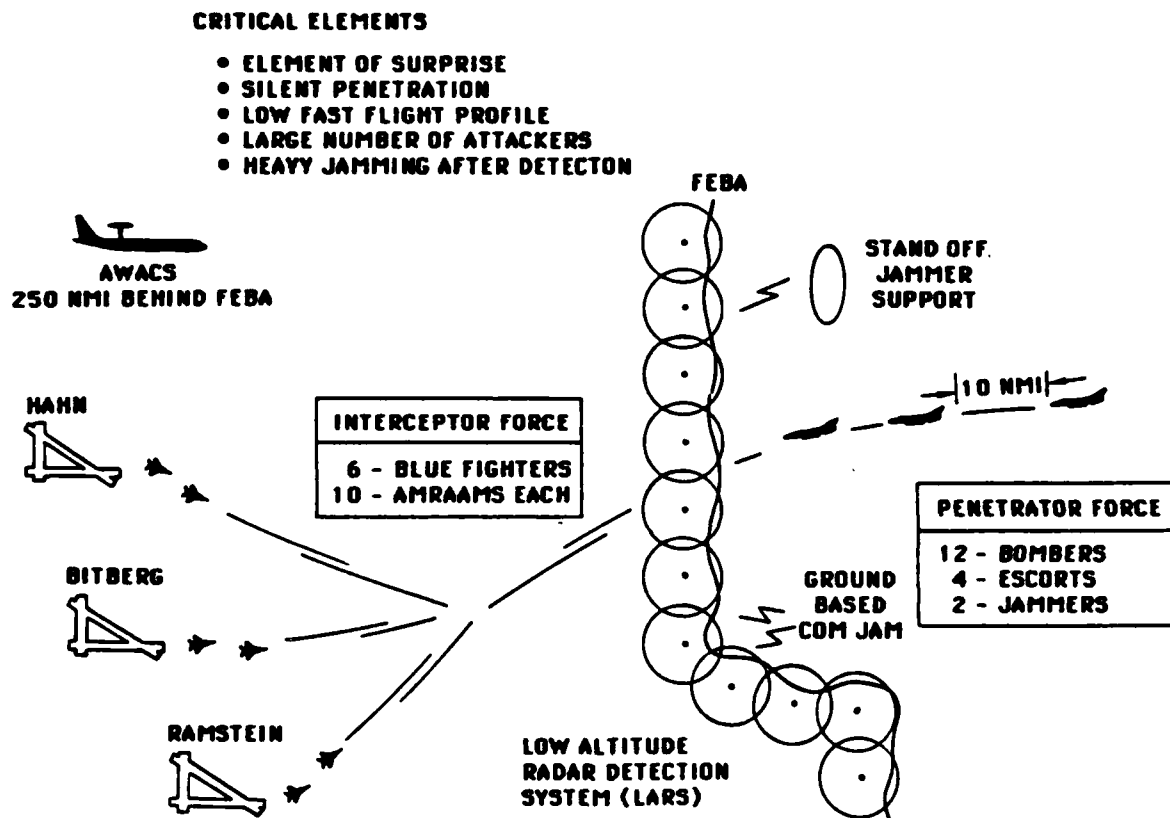 CRITICAL ELEMENTS
• ELEMENT OF SURPRISE
• SILENT PENETRATION
• LOW FAST FLIGHT PROFILE
• LARGE NUMBER OF ATTACKERS
• HEAVY JAMMING AFTER DETECTON
FEBA
AWACS
250 NMI BEHIND FEBA
STAND OFF
JAMMER
SUPPORT
10 NMI
HAHN
INTERCEPTOR FORCE
6 - BLUE FIGHTERS
10 - AMRAAMS EACH
PENETRATOR FORCE
12 - BOMBERS
4 - ESCORTS
2 - JAMMERS
BITBERG
GROUND
BASED
COM JAM
RAMSTEIN
LOW ALTITUDE
RADAR DETECTION
SYSTEM (LARS)